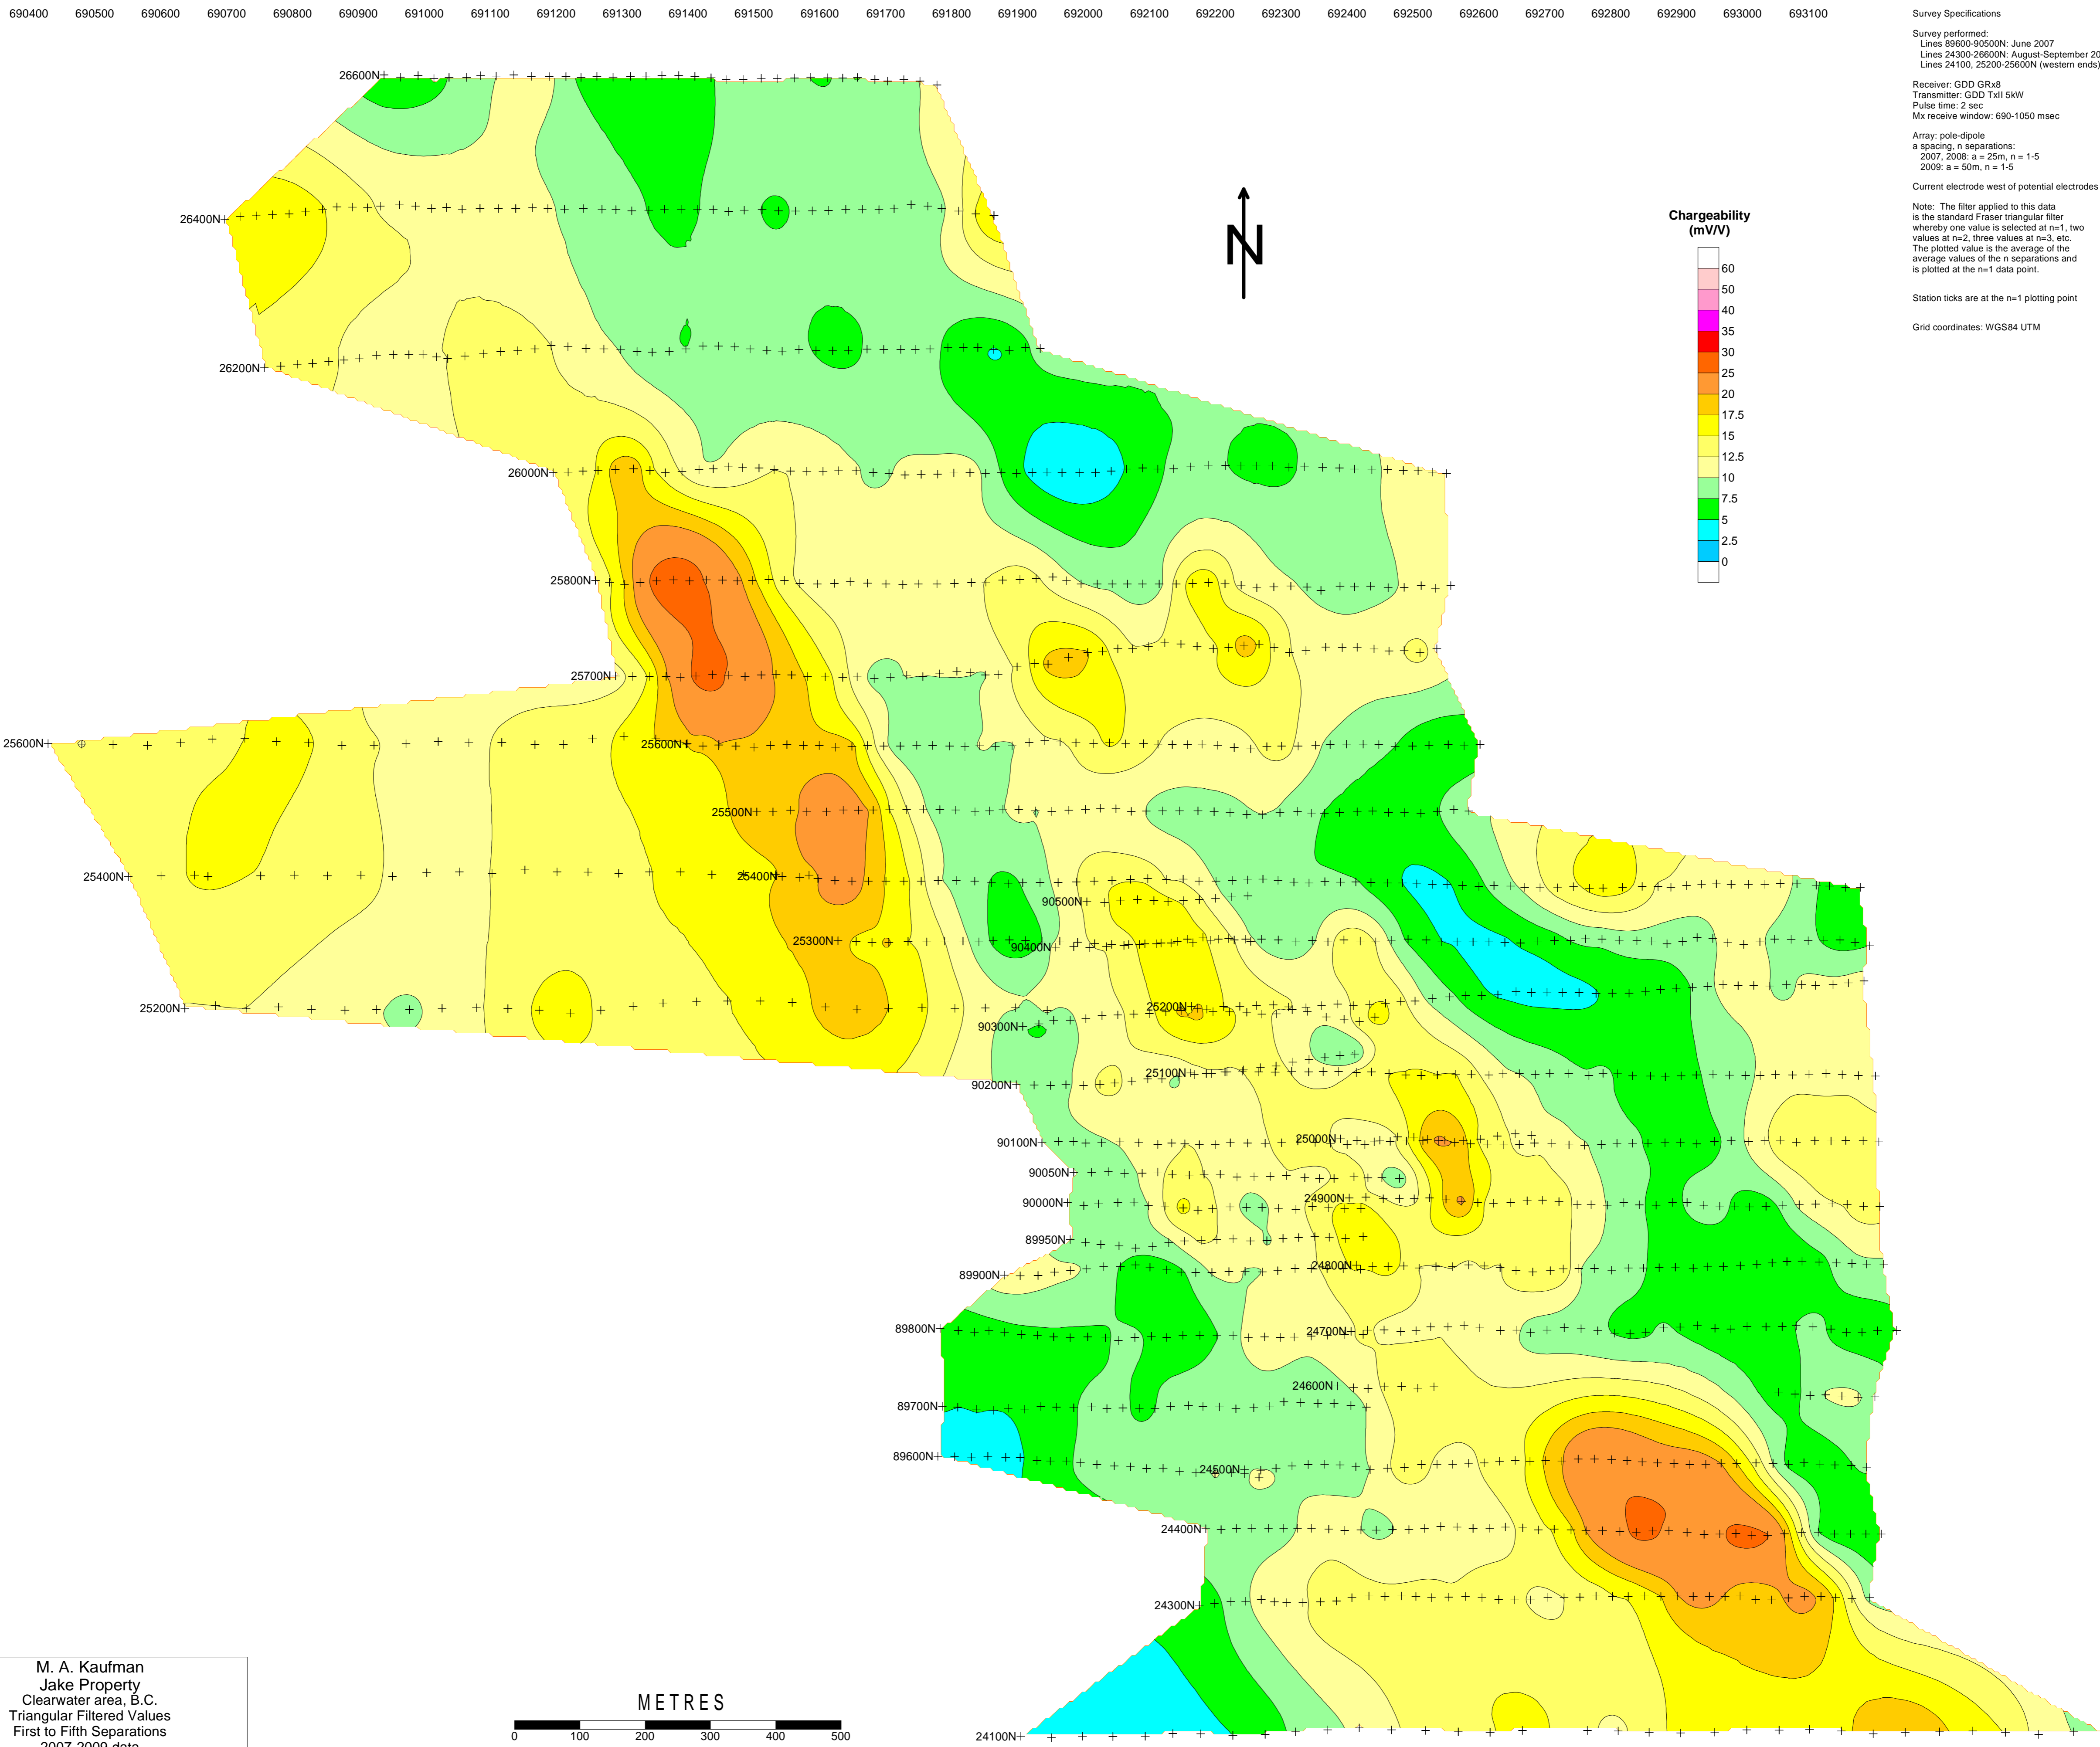 690400 690500 690600 690700 690800 690900 691000 691100 691200 691300 691400 691500 691600 691700 691800 691900 692000 692100 692200 692300 692400 692500 692600 692700 692800 692900 693000 693100
Survey Specifications
Survey performed:
Lines 89600-90500N: June 2007
Lines 24300-26600N: August-September 20
Lines 24100, 25200-25600N (western ends)
Receiver: GDD GRx8
Transmitter: GDD TxII 5kW
Pulse time: 2 sec
Mx receive window: 690-1050 msec
Array: pole-dipole
a spacing, n separations:
2007, 2008: a = 25m, n = 1-5
2009: a = 50m, n = 1-5
Current electrode west of potential electrodes
Note: The filter applied to this data
is the standard Fraser triangular filter
whereby one value is selected at n=1, two
values at n=2, three values at n=3, etc.
The plotted value is the average of the
average values of the n separations and
is plotted at the n=1 data point.
Station ticks are at the n=1 plotting point
Grid coordinates: WGS84 UTM
Chargeability
(mV/V)
60
50
40
35
30
25
20
17.5
15
12.5
10
7.5
5
2.5
0
N
26600N
26400N
26200N
26000N
25800N
25700N
25600N
25600N
25500N
25400N
25400N
90500N
25300N
90400N
25200N
25200N
90300N
25100N
90200N
25000N
90100N
90050N
24900N
90000N
89950N
24800N
89900N
89800N
24700N
24600N
89700N
89600N
24500N
24400N
24300N
24100N
M. A. Kaufman
Jake Property
Clearwater area, B.C.
Triangular Filtered Values
First to Fifth Separations
2007-2009 data
METRES
0 100 200 300 400 500